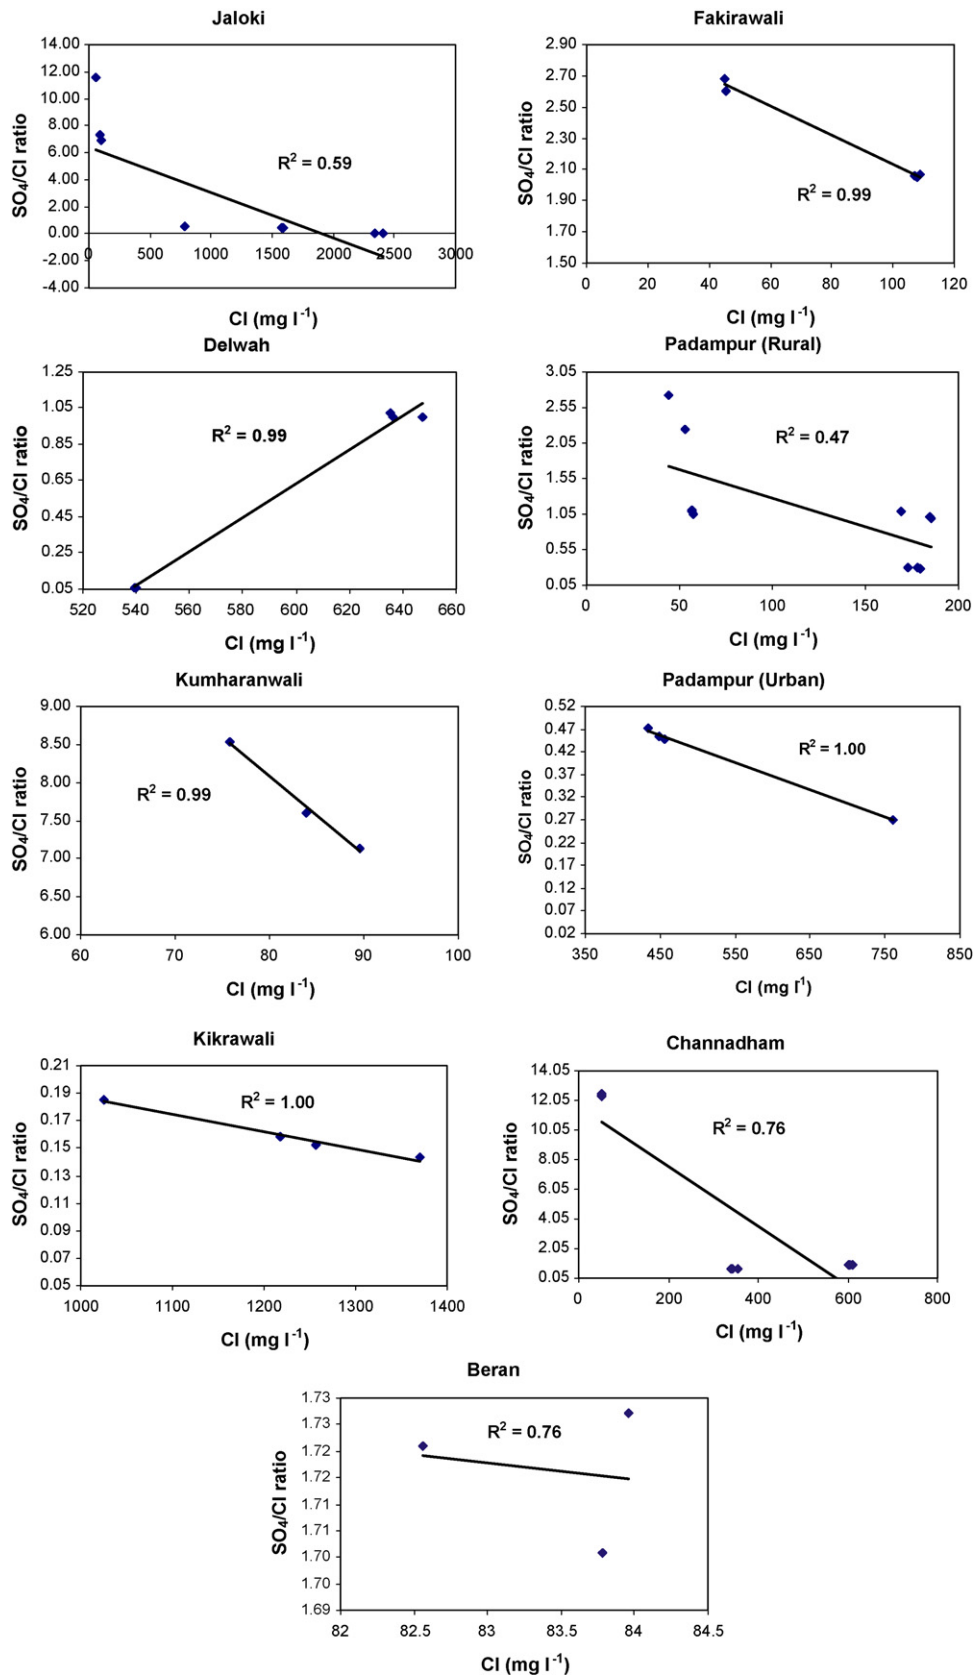 Jaloki
14.00
12.00
10.00
8.00
6.00
4.00
2.00
0.00
-2.00
-4.00
SO₄/Cl ratio
R² = 0.59
0 500 1000 1500 2000 2500 3000
Cl (mg l⁻¹)
Fakirawali
2.90
2.70
2.50
2.30
2.10
1.90
1.70
1.50
SO₄/Cl ratio
R² = 0.99
0 20 40 60 80 100 120
Cl (mg l⁻¹)
Delwah
1.25
1.05
0.85
0.65
0.45
0.25
0.05
SO₄/Cl ratio
R² = 0.99
520 540 560 580 600 620 640 660
Cl (mg l⁻¹)
Padampur (Rural)
3.05
2.55
2.05
1.55
1.05
0.55
0.05
SO₄/Cl ratio
R² = 0.47
0 50 100 150 200
Cl (mg l⁻¹)
Kumharanwali
9.00
8.50
8.00
7.50
7.00
6.50
6.00
SO₄/Cl ratio
R² = 0.99
60 70 80 90 100
Cl (mg l⁻¹)
Padampur (Urban)
0.52
0.47
0.42
0.37
0.32
0.27
0.22
0.17
0.12
0.07
0.02
SO₄/Cl ratio
R² = 1.00
350 450 550 650 750 850
Cl (mg l¹)
Kikrawali
0.21
0.19
0.17
0.15
0.13
0.11
0.09
0.07
0.05
SO₄/Cl ratio
R² = 1.00
1000 1100 1200 1300 1400
Cl (mg l⁻¹)
Channadham
14.05
12.05
10.05
8.05
6.05
4.05
2.05
0.05
SO₄/Cl ratio
R² = 0.76
0 200 400 600 800
Cl (mg l⁻¹)
Beran
1.73
1.73
1.72
1.72
1.71
1.71
1.70
1.70
1.69
SO₄/Cl ratio
R² = 0.76
82 82.5 83 83.5 84 84.5
Cl (mg l⁻¹)